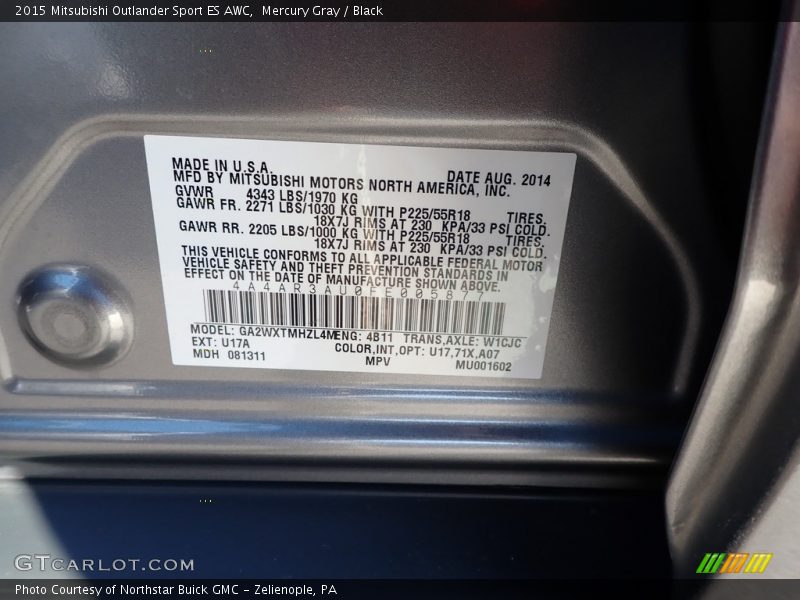 2015 Mitsubishi Outlander Sport ES AWC,  Mercury Gray / Black
MADE IN U.S.A. DATE AUG. 2014
MFD BY MITSUBISHI MOTORS NORTH AMERICA, INC.
GVWR 4343 LBS/1970 KG
GAWR FR. 2271 LBS/1030 KG WITH P225/55R18 TIRES,
18X7J RIMS AT 230 KPA/33 PSI COLD.
GAWR RR. 2205 LBS/1000 KG WITH P225/55R18 TIRES,
18X7J RIMS AT 230 KPA/33 PSI COLD.
THIS VEHICLE CONFORMS TO ALL APPLICABLE FEDERAL MOTOR
VEHICLE SAFETY AND THEFT PREVENTION STANDARDS IN
EFFECT ON THE DATE OF MANUFACTURE SHOWN ABOVE.
4A4AR3AU0FE005877
MODEL: GA2WXTMHZL4M ENG: 4B11 TRANS,AXLE: W1CJC
EXT: U17A COLOR,INT,OPT: U17,71X,A07
MDH 081311 MPV MU001602
GTCARLOT.COM
Photo Courtesy of Northstar Buick GMC - Zelienople, PA